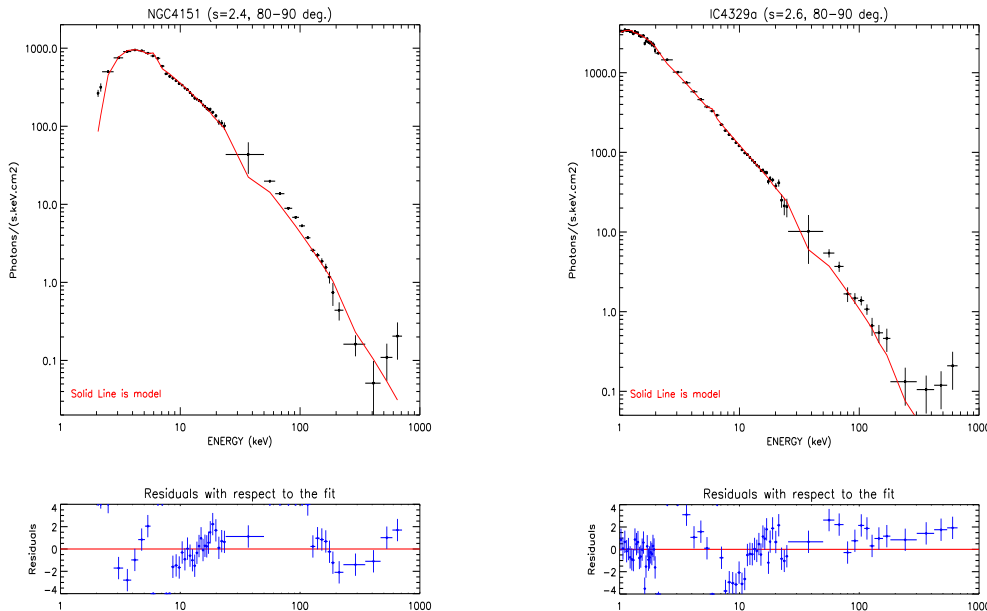 NGC4151 (s=2.4, 80-90 deg.)
1000.0
100.0
10.0
1.0
0.1
Photons/(s.keV.cm2)
Solid Line is model
1 10 100 1000
ENERGY (keV)
Residuals with respect to the fit
4
2
0
-2
-4
Residuals
1 10 100 1000
IC4329a (s=2.6, 80-90 deg.)
1000.0
100.0
10.0
1.0
0.1
Photons/(s.keV.cm2)
Solid Line is model
1 10 100 1000
ENERGY (keV)
Residuals with respect to the fit
4
2
0
-2
-4
Residuals
1 10 100 1000